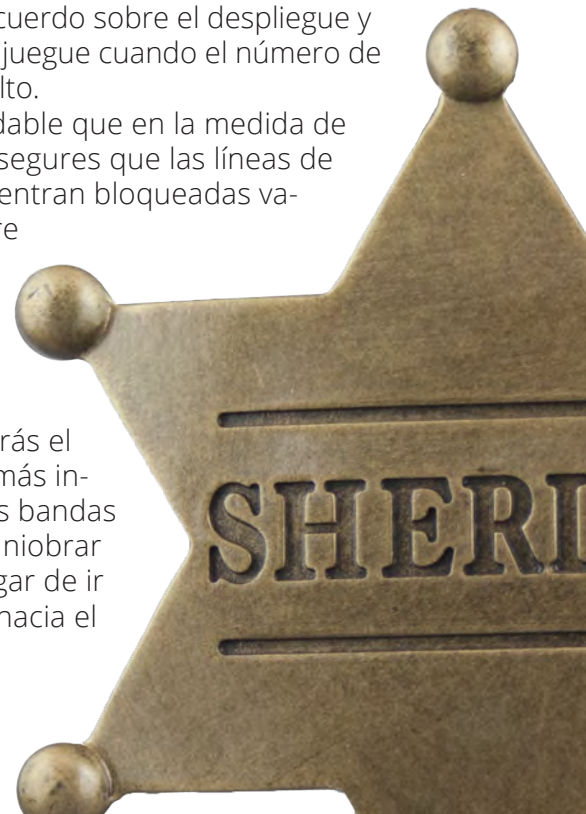 cuerdo sobre el despliegue y
juegue cuando el número de
lto.
dable que en la medida de
segures que las líneas de
entran bloqueadas va-
re
rás el
más in-
s bandas
niobrar
gar de ir
hacia el
SHERI